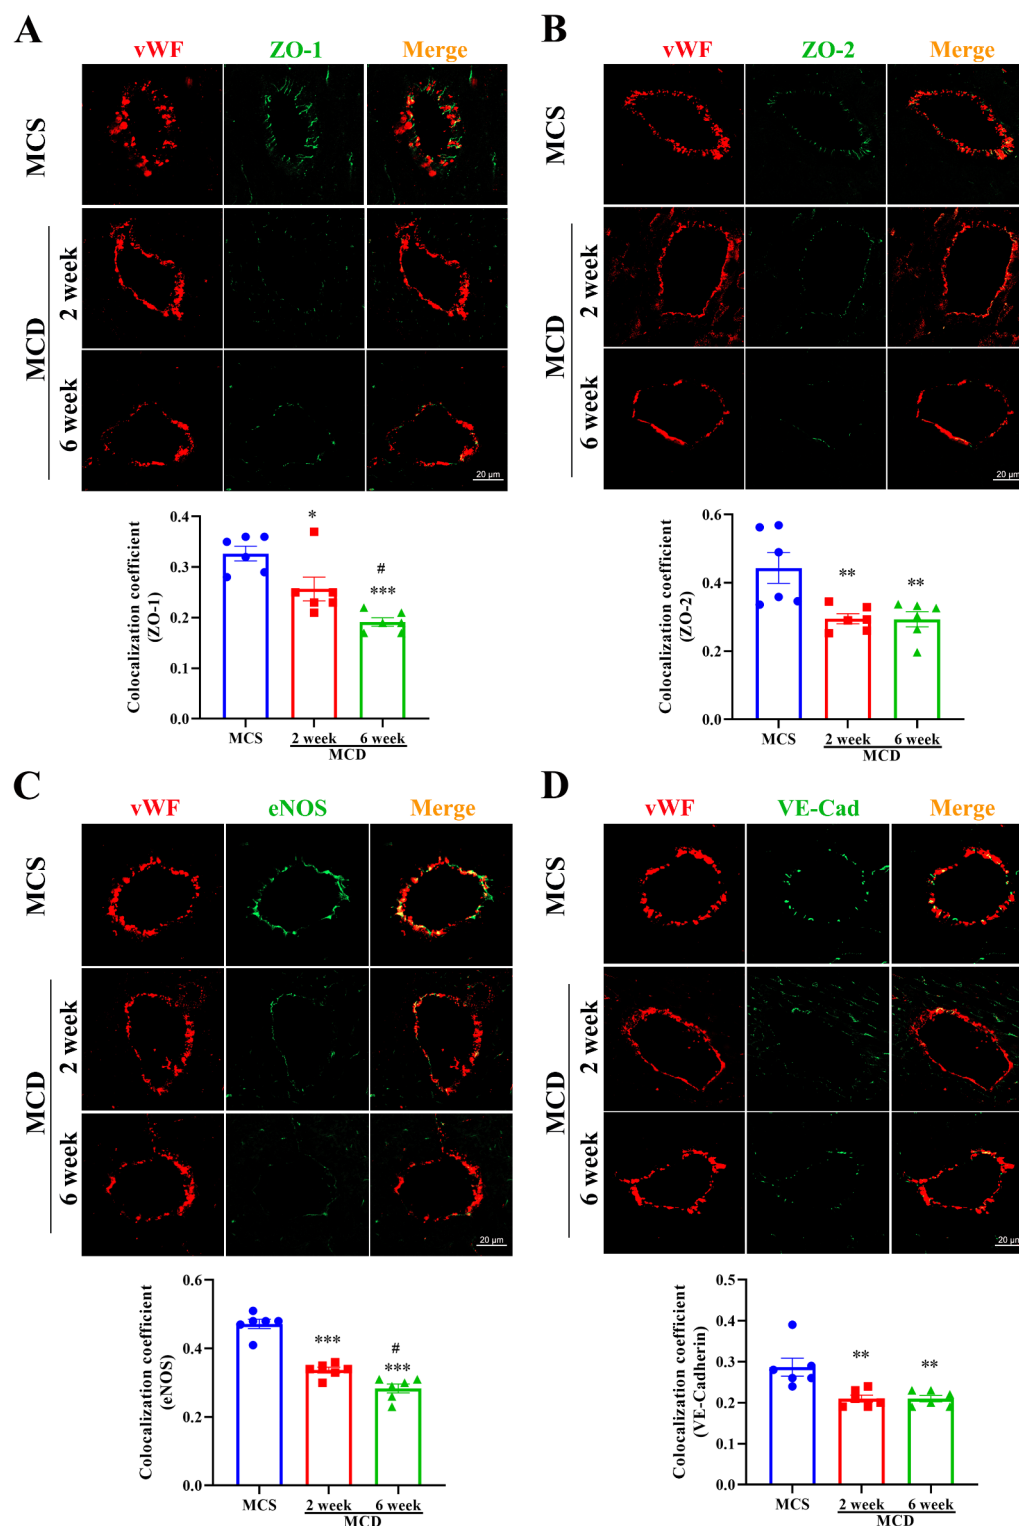 A
vWF ZO-1 Merge
MCS
MCD
2 week
6 week
20 µm
Colocalization coefficient
(ZO-1)
0.4
0.3
0.2
0.1
0.0
*
#
***
MCS 2 week 6 week
MCD
B
vWF ZO-2 Merge
MCS
MCD
2 week
6 week
20 µm
Colocalization coefficient
(ZO-2)
0.6
0.4
0.2
0.0
**
**
MCS 2 week 6 week
MCD
C
vWF eNOS Merge
MCS
MCD
2 week
6 week
20 µm
Colocalization coefficient
(eNOS)
0.6
0.4
0.2
0.0
***
#
***
MCS 2 week 6 week
MCD
D
vWF VE-Cad Merge
MCS
MCD
2 week
6 week
20 µm
Colocalization coefficient
(VE-Cadherin)
0.5
0.4
0.3
0.2
0.1
0.0
**
**
MCS 2 week 6 week
MCD